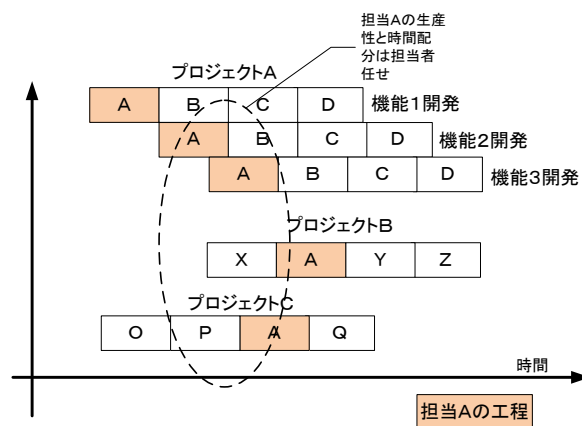 担当Aの生産
性と時間配
分は担当者
任せ
プロジェクトA
A B C D 機能1開発
A B C D 機能2開発
A B C D 機能3開発
プロジェクトB
X A Y Z
プロジェクトC
O P A Q
時間
担当Aの工程